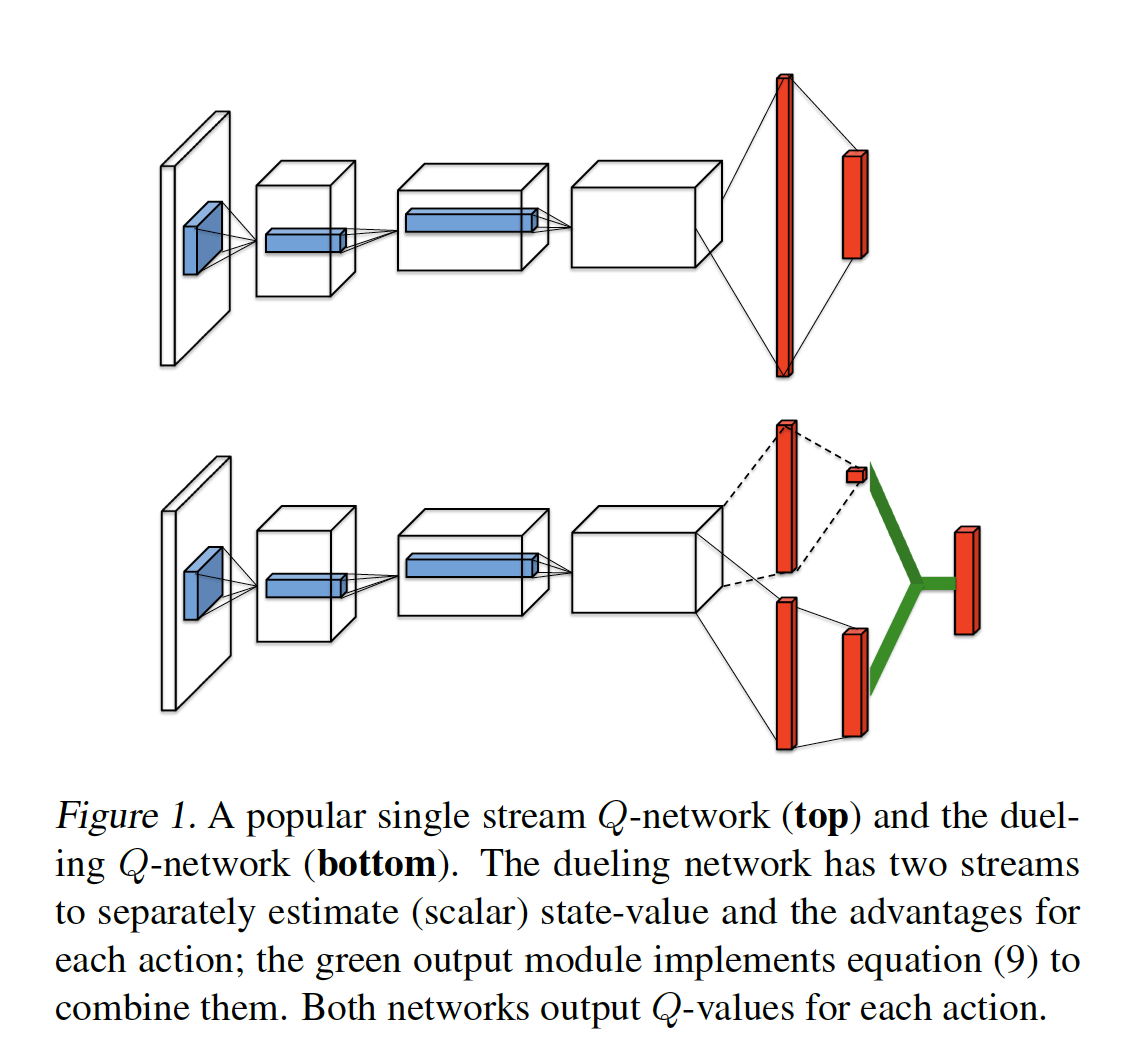 Figure 1. A popular single stream Q-network (top) and the duel-
ing Q-network (bottom). The dueling network has two streams
to separately estimate (scalar) state-value and the advantages for
each action; the green output module implements equation (9) to
combine them. Both networks output Q-values for each action.